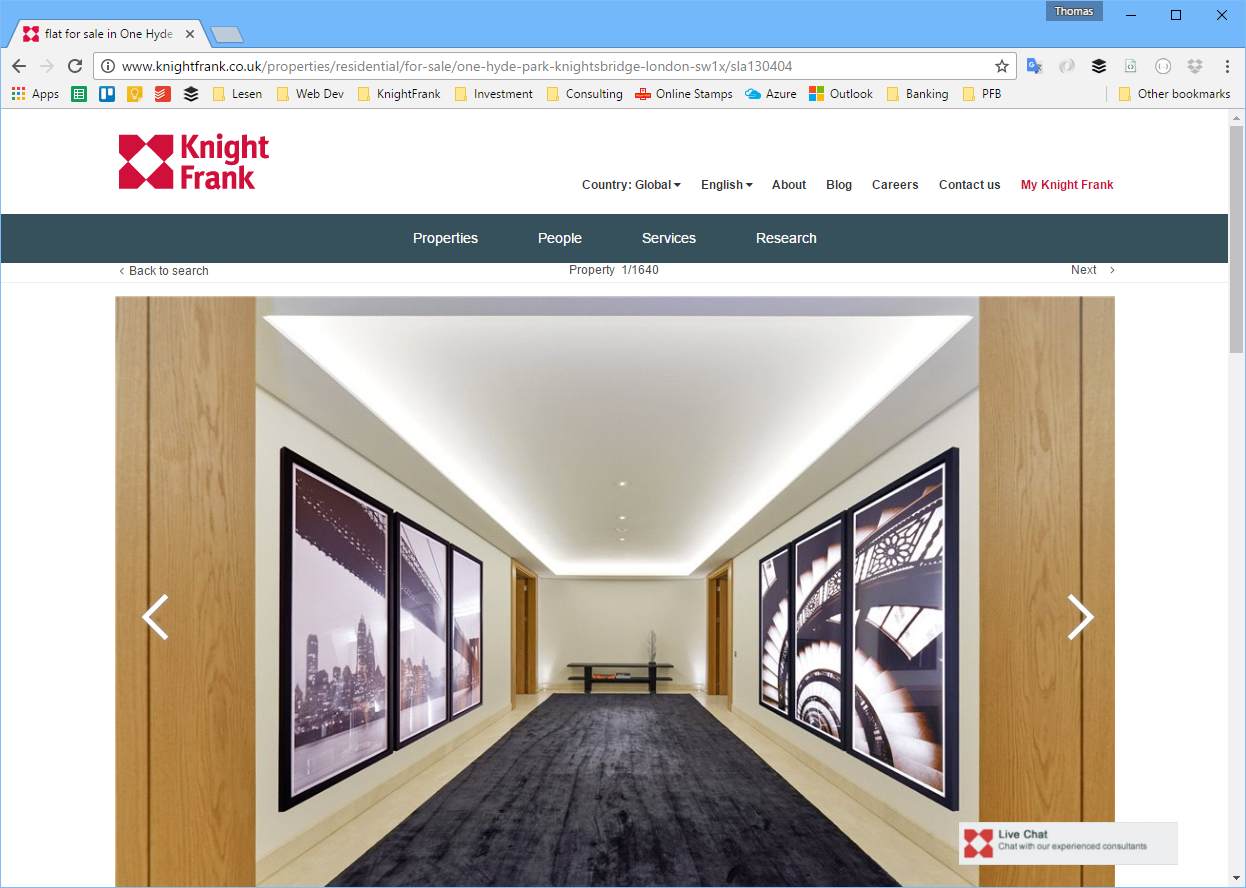 Thomas
flat for sale in One Hyde
www.knightfrank.co.uk/properties/residential/for-sale/one-hyde-park-knightsbridge-london-sw1x/sla130404
Apps Lesen Web Dev KnightFrank Investment Consulting Online Stamps Azure Outlook Banking PFB Other bookmarks
Knight
Frank
Country: Global English About Blog Careers Contact us My Knight Frank
Properties People Services Research
Back to search Property 1/1640 Next
Live Chat
Chat with our experienced consultants